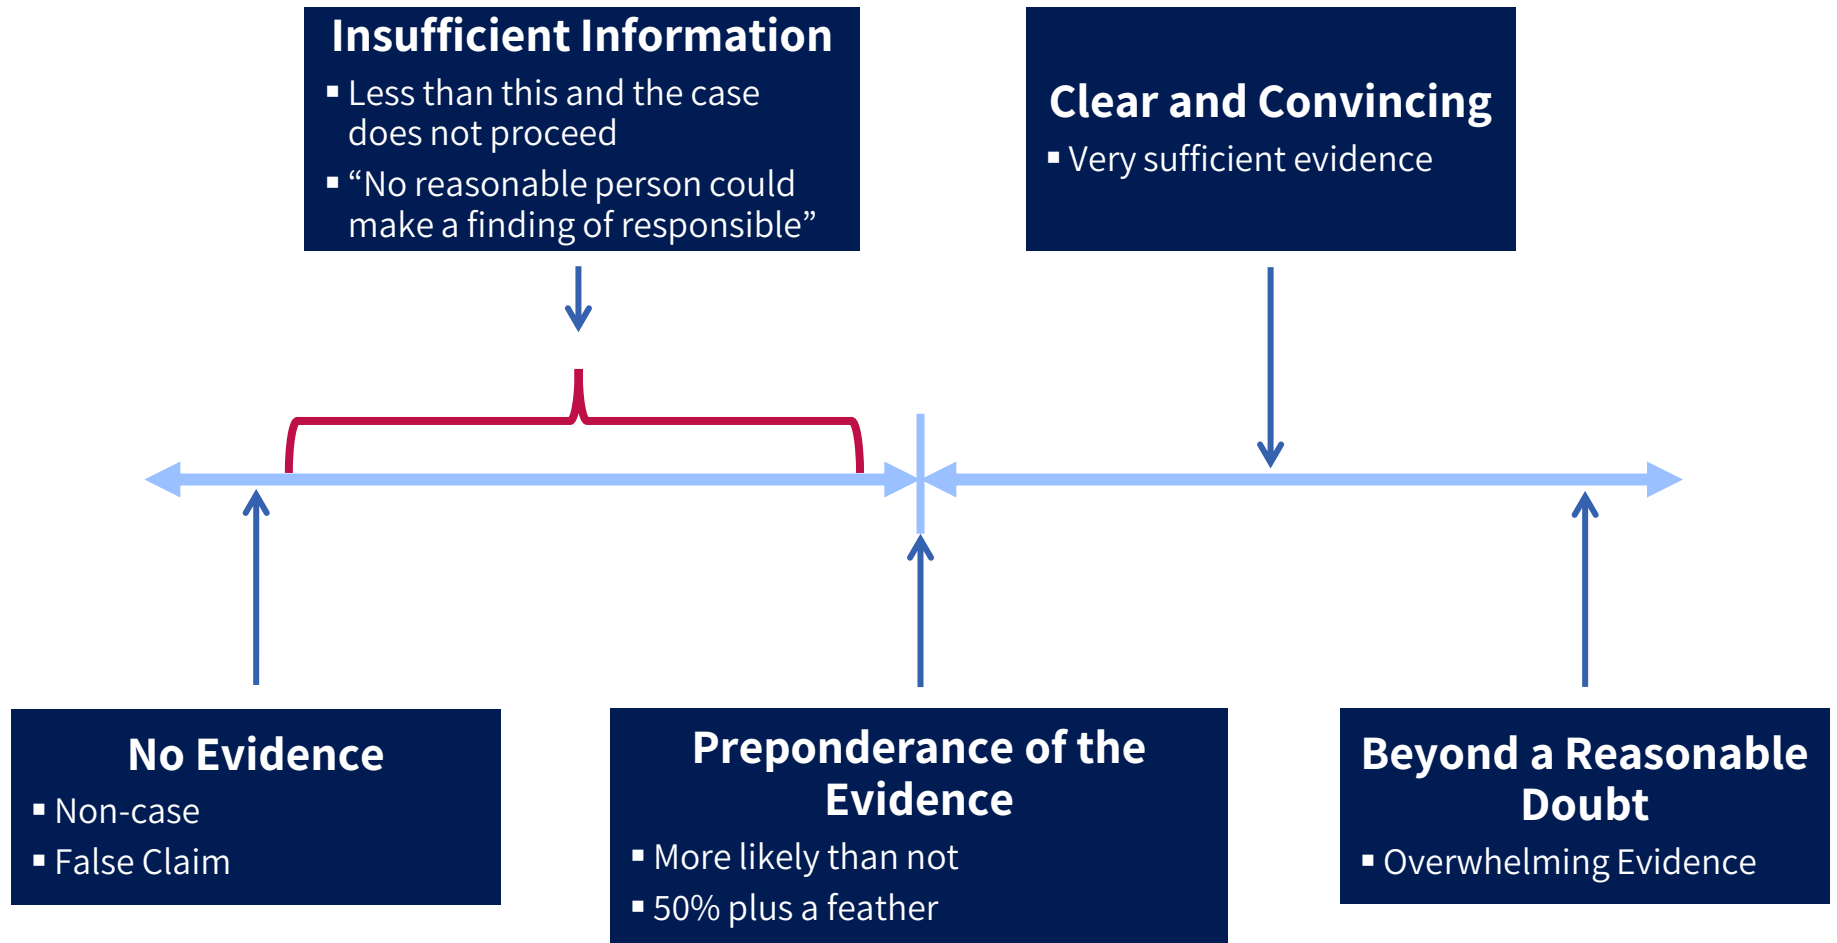 Insufficient Information
▪ Less than this and the case
does not proceed
▪ “No reasonable person could
make a finding of responsible”
Clear and Convincing
▪ Very sufficient evidence
No Evidence
▪ Non-case
▪ False Claim
Preponderance of the
Evidence
▪ More likely than not
▪ 50% plus a feather
Beyond a Reasonable
Doubt
▪ Overwhelming Evidence